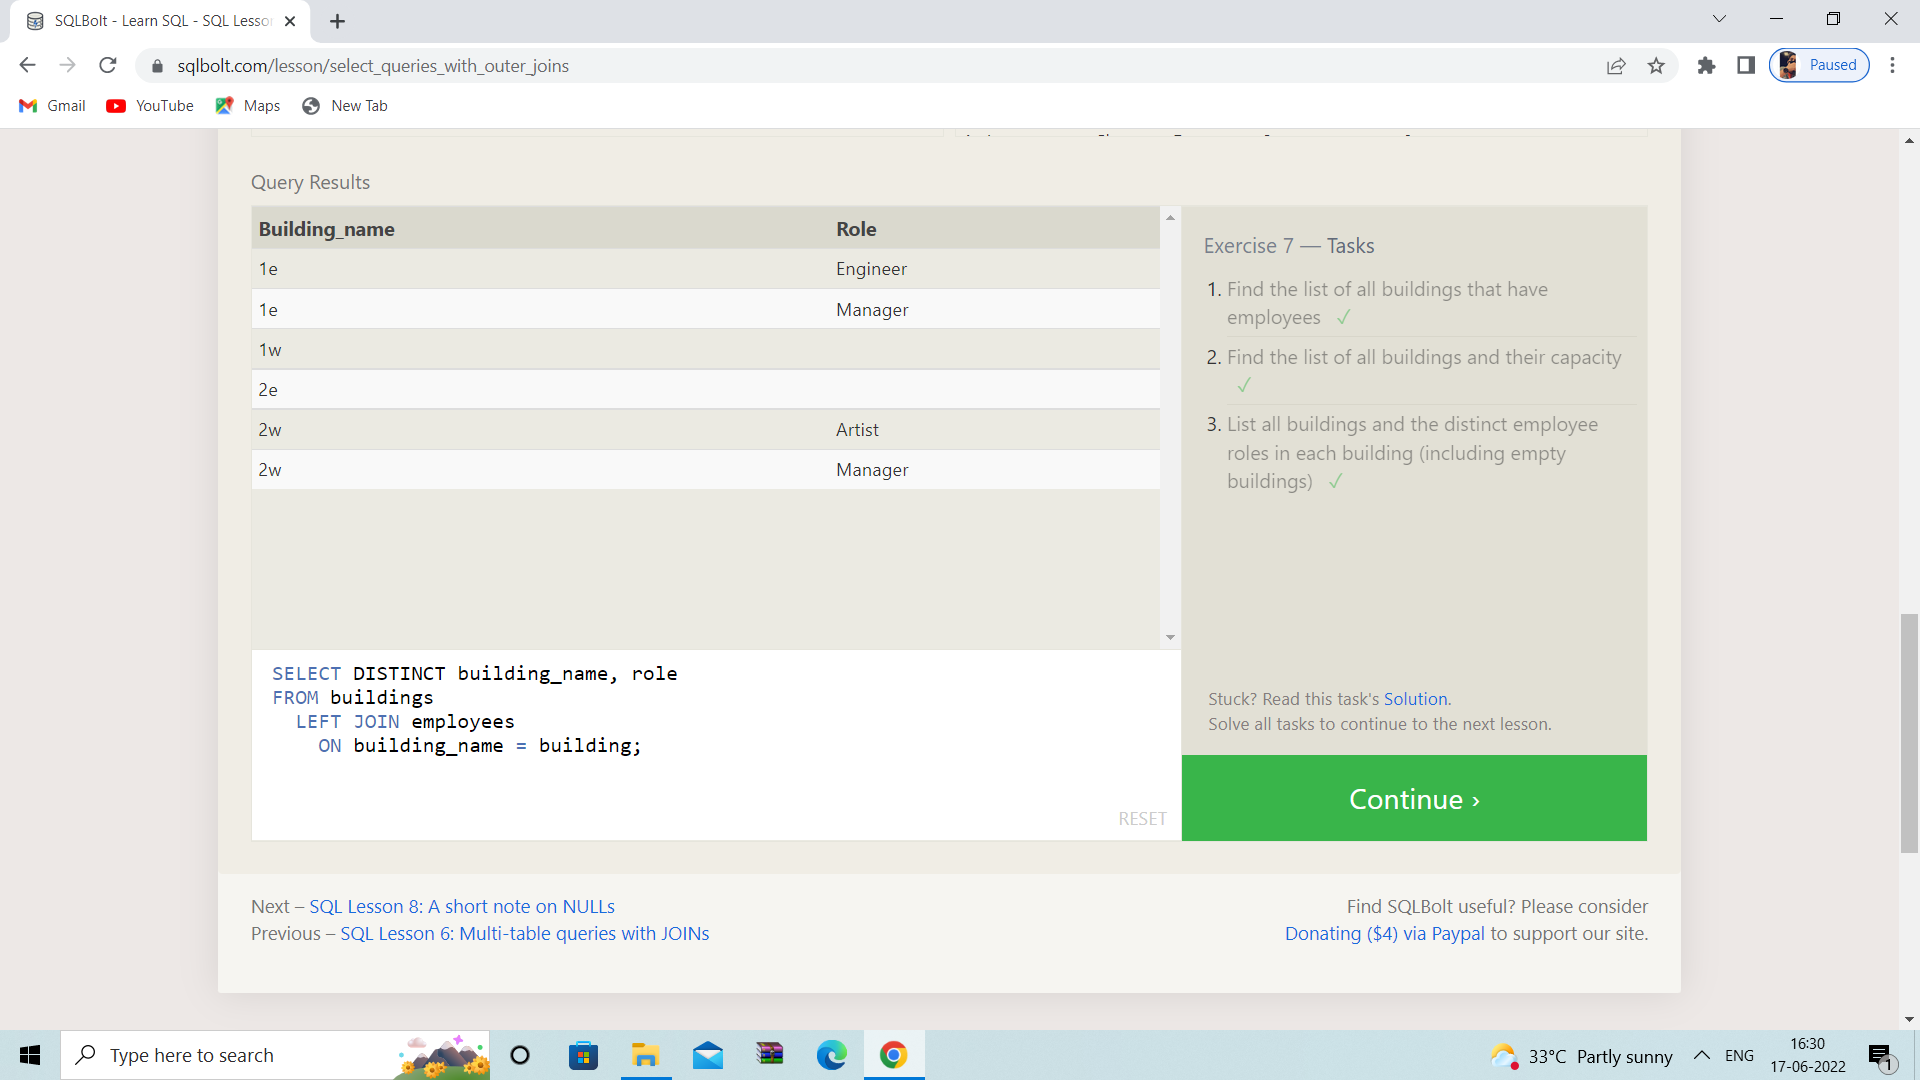 SQLBolt - Learn SQL - SQL Lesso
sqlbolt.com/lesson/select_queries_with_outer_joins
Paused
Gmail
YouTube
Maps
New Tab
Query Results
Building_name Role
1e Engineer
1e Manager
1w
2e
2w Artist
2w Manager
Exercise 7 — Tasks
1. Find the list of all buildings that have
employees ✓
2. Find the list of all buildings and their capacity
✓
3. List all buildings and the distinct employee
roles in each building (including empty
buildings) ✓
SELECT DISTINCT building_name, role
FROM buildings
LEFT JOIN employees
ON building_name = building;
RESET
Stuck? Read this task's Solution.
Solve all tasks to continue to the next lesson.
Continue ›
Next – SQL Lesson 8: A short note on NULLs
Previous – SQL Lesson 6: Multi-table queries with JOINs
Find SQLBolt useful? Please consider
Donating ($4) via Paypal to support our site.
Type here to search
33°C Partly sunny
ENG
16:30
17-06-2022
1